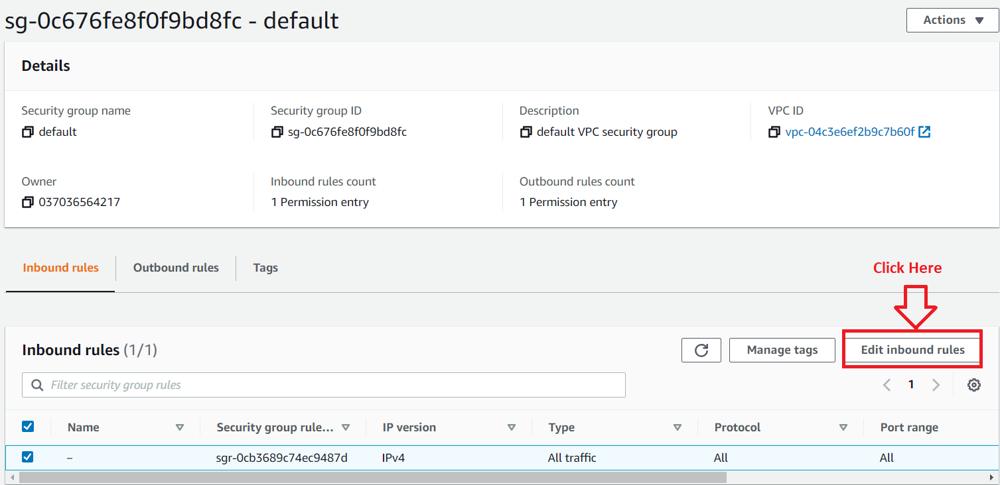 sg-0c676fe8f0f9bd8fc - default
Actions
Details
Security group name
Security group ID
Description
VPC ID
default
sg-0c676fe8f0f9bd8fc
default VPC security group
vpc-04c3e6ef2b9c7b60f
Owner
Inbound rules count
Outbound rules count
037036564217
1 Permission entry
1 Permission entry
Inbound rules
Outbound rules
Tags
Click Here
Inbound rules (1/1)
Manage tags
Edit inbound rules
Filter security group rules
1
Name
Security group rule...
IP version
Type
Protocol
Port range
–
sgr-0cb3689c74ec9487d
IPv4
All traffic
All
All